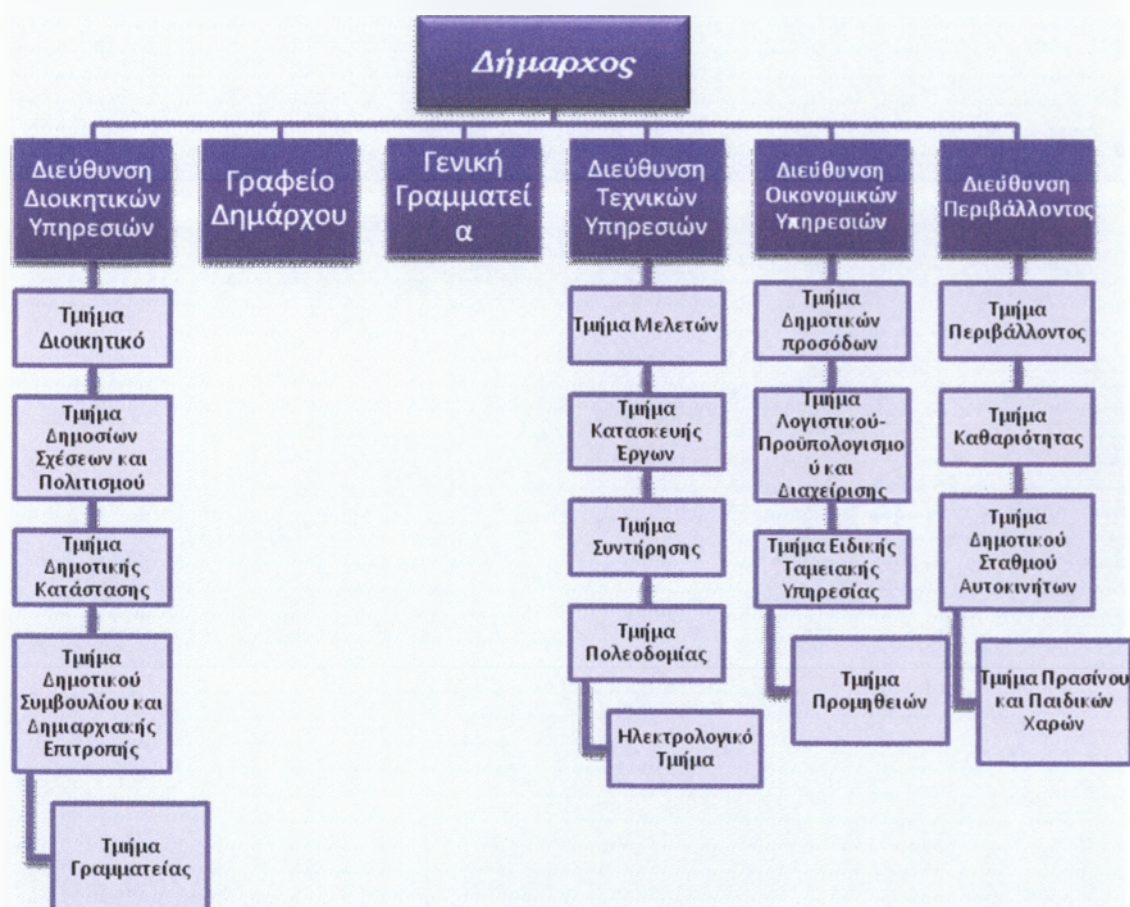 Δήμαρχος
Διεύθυνση
Διοικητικών
Υπηρεσιών
Γραφείο
Δημάρχου
Γενική
Γραμματεί
α
Διεύθυνση
Τεχνικών
Υπηρεσιών
Διεύθυνση
Οικονομικών
Υπηρεσιών
Διεύθυνση
Περιβάλλοντος
Τμήμα
Διοικητικό
Τμήμα
Δημοσίων
Σχέσεων και
Πολιτισμού
Τμήμα
Δημοτικής
Κατάστασης
Τμήμα
Δημοτικού
Συμβουλίου και
Δημιαρχιακής
Επιτροπής
Τμήμα
Γραμματείας
Τμήμα Μελετών
Τμήμα
Κατασκευής
Έργων
Τμήμα
Συντήρησης
Τμήμα
Πολεοδομίας
Ηλεκτρολογικό
Τμήμα
Τμήμα
Δημοτικών
προσόδων
Τμήμα
Λογιστικού-
Προϋπολογισμο
ύ και
Διαχείρισης
Τμήμα Ειδικής
Ταμειακής
Υπηρεσίας
Τμήμα
Προμηθειών
Τμήμα
Περιβάλλοντος
Τμήμα
Καθαριότητας
Τμήμα
Δημοτικού
Σταθμού
Αυτοκινήτων
Τμήμα Πρασίνου
και Παιδικών
Χαρών